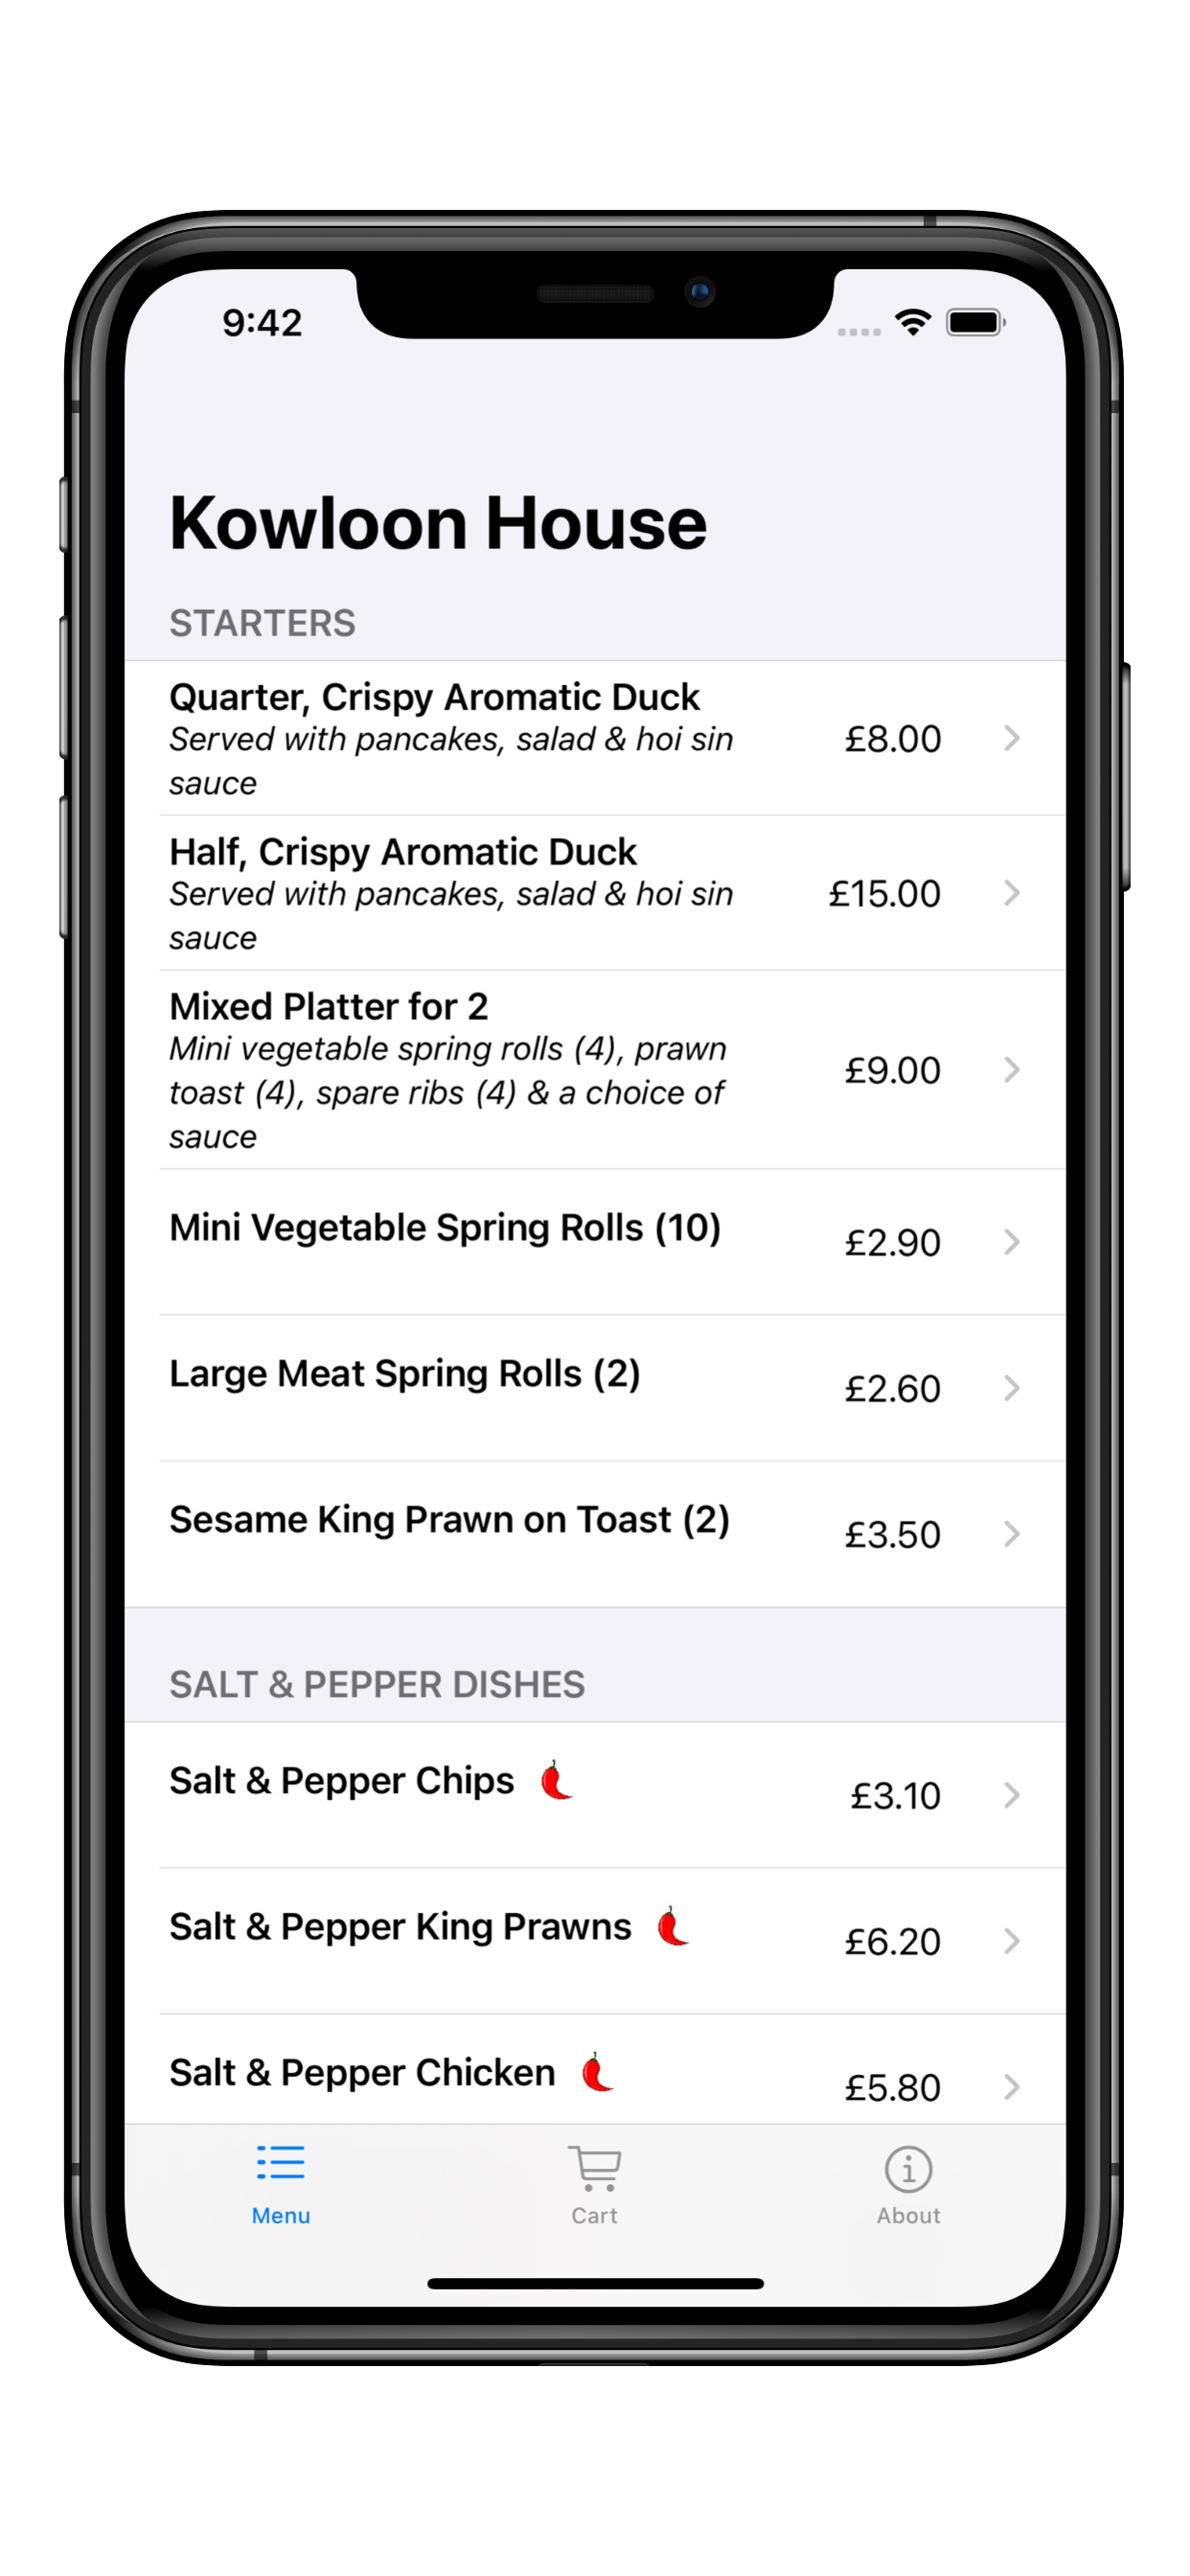 9:42
Kowloon House
STARTERS
Quarter, Crispy Aromatic Duck
Served with pancakes, salad & hoi sin
sauce
£8.00
Half, Crispy Aromatic Duck
Served with pancakes, salad & hoi sin
sauce
£15.00
Mixed Platter for 2
Mini vegetable spring rolls (4), prawn
toast (4), spare ribs (4) & a choice of
sauce
£9.00
Mini Vegetable Spring Rolls (10)
£2.90
Large Meat Spring Rolls (2)
£2.60
Sesame King Prawn on Toast (2)
£3.50
SALT & PEPPER DISHES
Salt & Pepper Chips
£3.10
Salt & Pepper King Prawns
£6.20
Salt & Pepper Chicken
£5.80
Menu
Cart
About